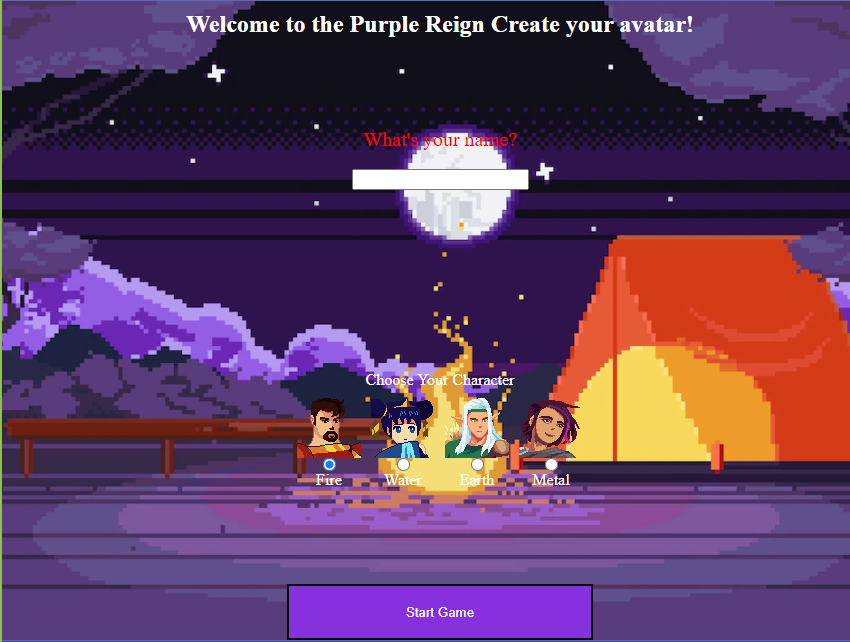 Welcome to the Purple Reign Create your avatar!
What's your name?
Choose Your Character
Fire Water Earth Metal
Start Game